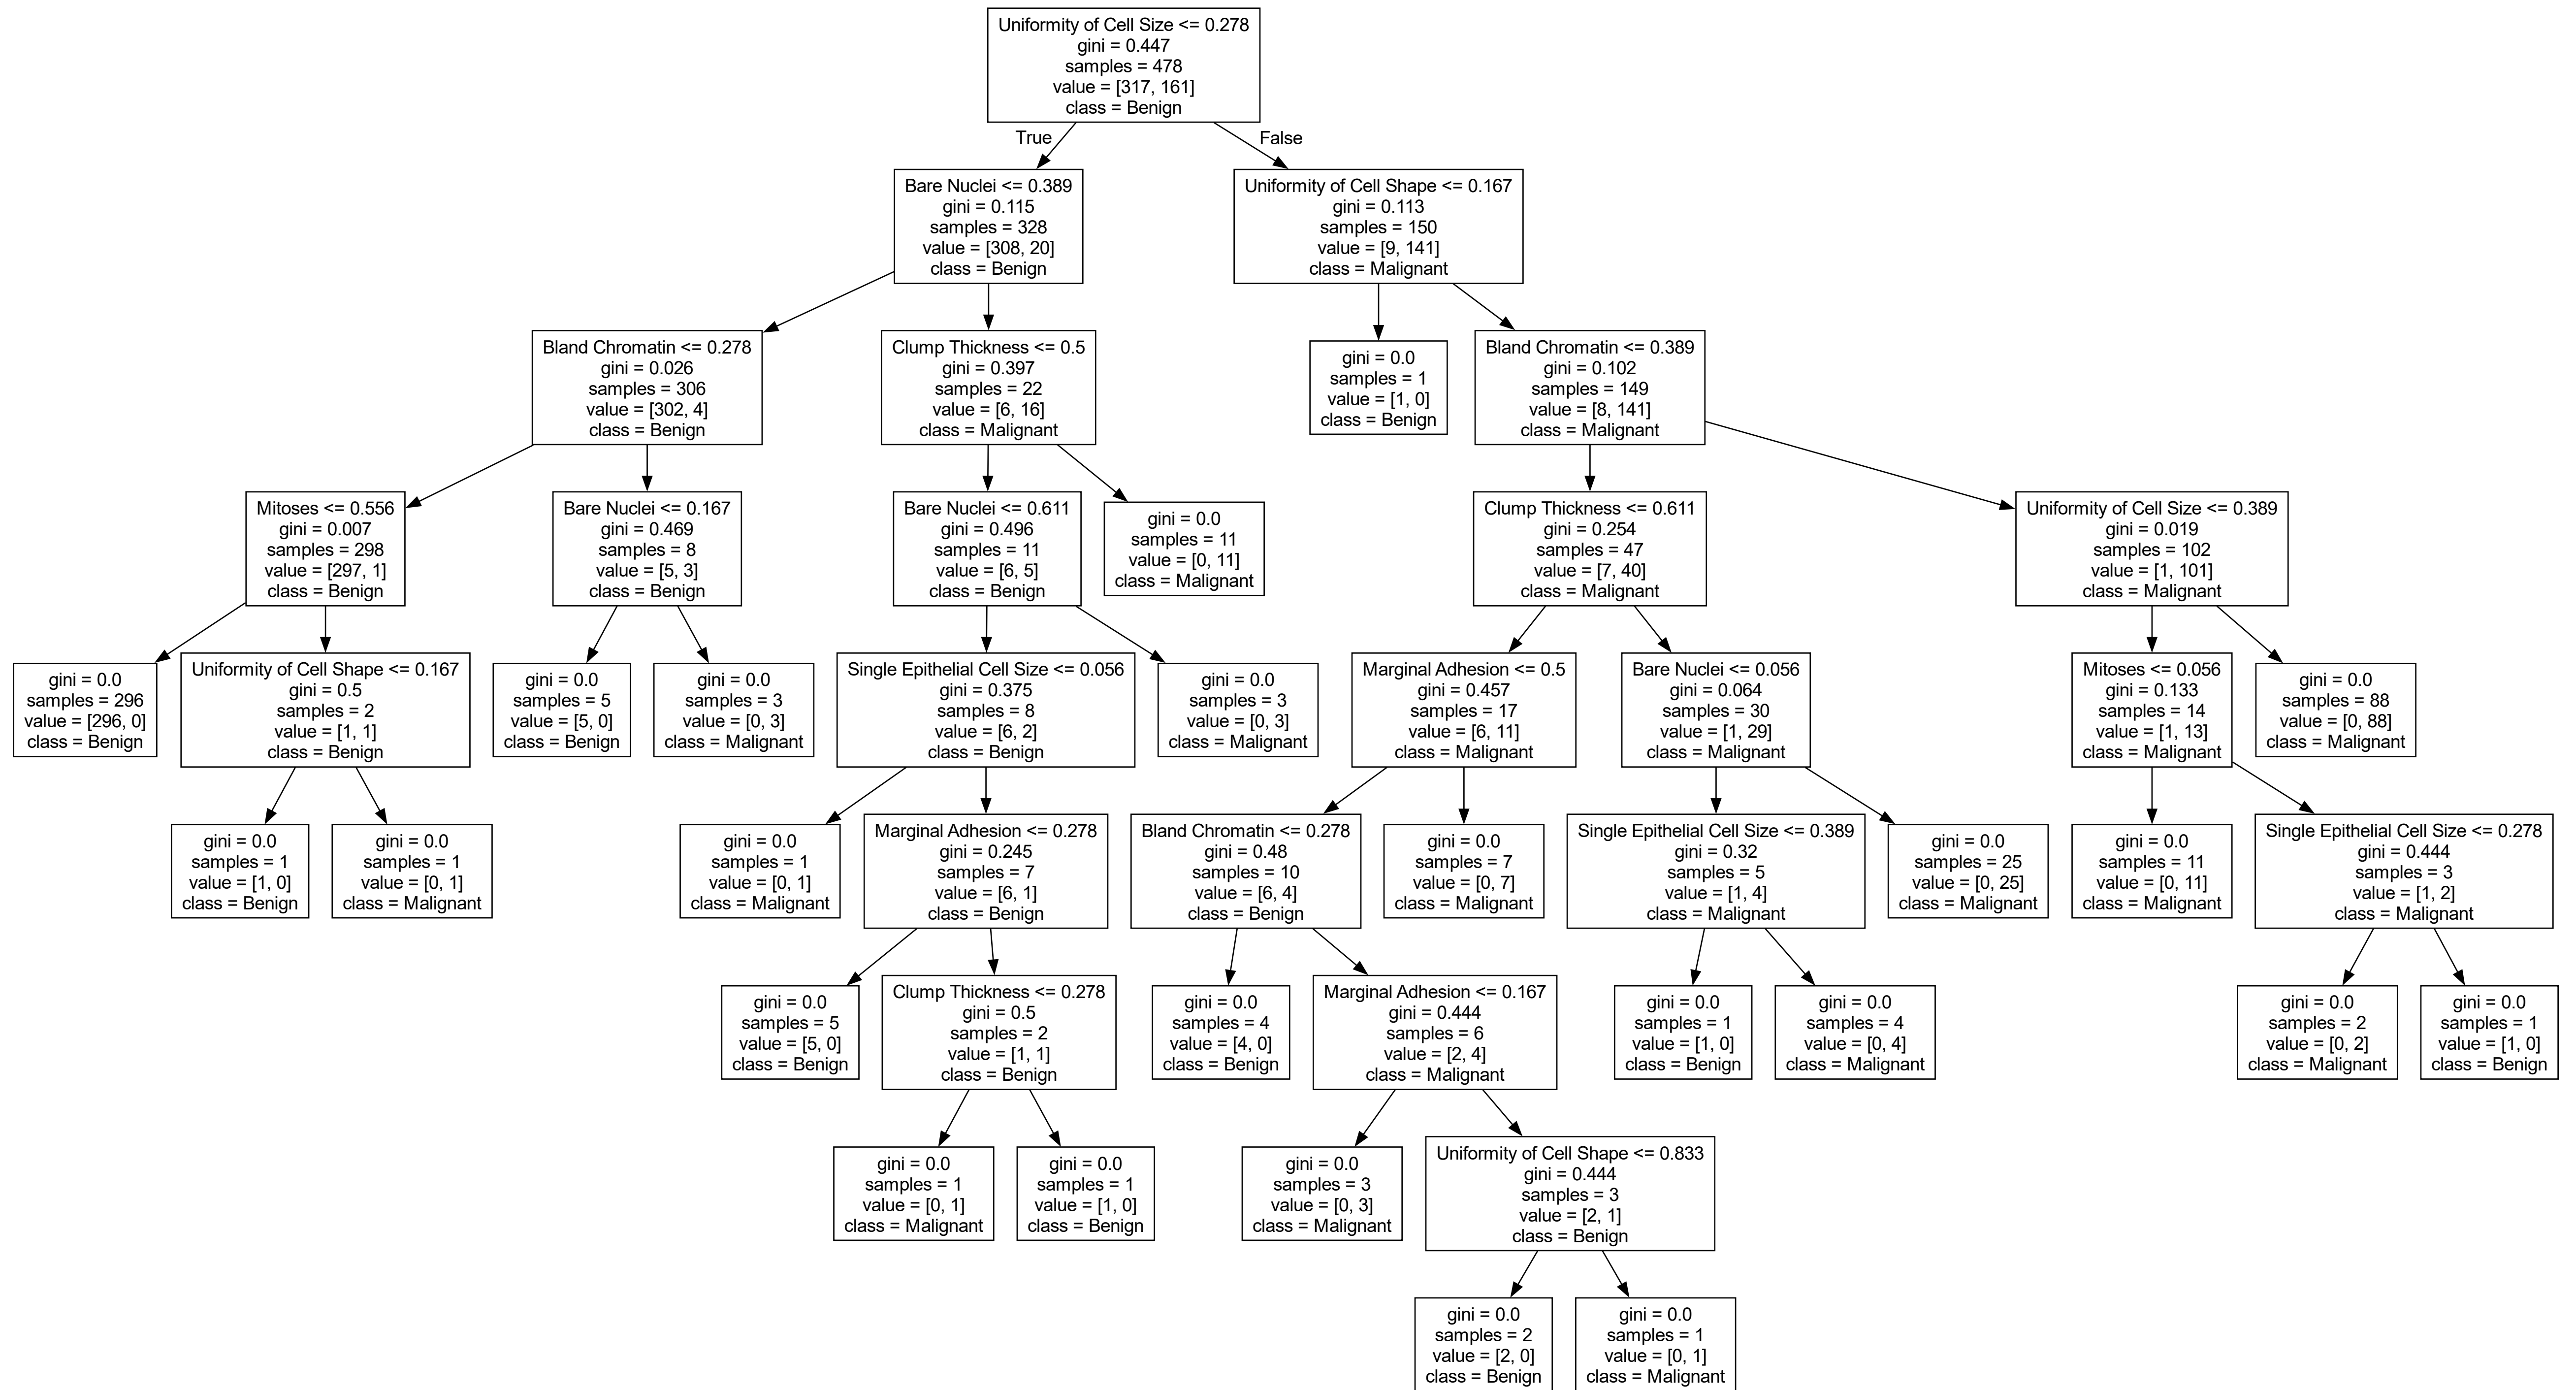 Uniformity of Cell Size <= 0.278
gini = 0.447
samples = 478
value = [317, 161]
class = Benign
True
False
Bare Nuclei <= 0.389
gini = 0.115
samples = 328
value = [308, 20]
class = Benign
Uniformity of Cell Shape <= 0.167
gini = 0.113
samples = 150
value = [9, 141]
class = Malignant
Bland Chromatin <= 0.278
gini = 0.026
samples = 306
value = [302, 4]
class = Benign
Clump Thickness <= 0.5
gini = 0.397
samples = 22
value = [6, 16]
class = Malignant
gini = 0.0
samples = 1
value = [1, 0]
class = Benign
Bland Chromatin <= 0.389
gini = 0.102
samples = 149
value = [8, 141]
class = Malignant
Mitoses <= 0.556
gini = 0.007
samples = 298
value = [297, 1]
class = Benign
Bare Nuclei <= 0.167
gini = 0.469
samples = 8
value = [5, 3]
class = Benign
Bare Nuclei <= 0.611
gini = 0.496
samples = 11
value = [6, 5]
class = Benign
gini = 0.0
samples = 11
value = [0, 11]
class = Malignant
Clump Thickness <= 0.611
gini = 0.254
samples = 47
value = [7, 40]
class = Malignant
Uniformity of Cell Size <= 0.389
gini = 0.019
samples = 102
value = [1, 101]
class = Malignant
gini = 0.0
samples = 296
value = [296, 0]
class = Benign
Uniformity of Cell Shape <= 0.167
gini = 0.5
samples = 2
value = [1, 1]
class = Benign
gini = 0.0
samples = 5
value = [5, 0]
class = Benign
gini = 0.0
samples = 3
value = [0, 3]
class = Malignant
Single Epithelial Cell Size <= 0.056
gini = 0.375
samples = 8
value = [6, 2]
class = Benign
gini = 0.0
samples = 3
value = [0, 3]
class = Malignant
Marginal Adhesion <= 0.5
gini = 0.457
samples = 17
value = [6, 11]
class = Malignant
Bare Nuclei <= 0.056
gini = 0.064
samples = 30
value = [1, 29]
class = Malignant
Mitoses <= 0.056
gini = 0.133
samples = 14
value = [1, 13]
class = Malignant
gini = 0.0
samples = 88
value = [0, 88]
class = Malignant
gini = 0.0
samples = 1
value = [1, 0]
class = Benign
gini = 0.0
samples = 1
value = [0, 1]
class = Malignant
gini = 0.0
samples = 1
value = [0, 1]
class = Malignant
Marginal Adhesion <= 0.278
gini = 0.245
samples = 7
value = [6, 1]
class = Benign
Bland Chromatin <= 0.278
gini = 0.48
samples = 10
value = [6, 4]
class = Benign
gini = 0.0
samples = 7
value = [0, 7]
class = Malignant
Single Epithelial Cell Size <= 0.389
gini = 0.32
samples = 5
value = [1, 4]
class = Malignant
gini = 0.0
samples = 25
value = [0, 25]
class = Malignant
gini = 0.0
samples = 11
value = [0, 11]
class = Malignant
Single Epithelial Cell Size <= 0.278
gini = 0.444
samples = 3
value = [1, 2]
class = Malignant
gini = 0.0
samples = 5
value = [5, 0]
class = Benign
Clump Thickness <= 0.278
gini = 0.5
samples = 2
value = [1, 1]
class = Benign
gini = 0.0
samples = 4
value = [4, 0]
class = Benign
Marginal Adhesion <= 0.167
gini = 0.444
samples = 6
value = [2, 4]
class = Malignant
gini = 0.0
samples = 1
value = [1, 0]
class = Benign
gini = 0.0
samples = 4
value = [0, 4]
class = Malignant
gini = 0.0
samples = 2
value = [0, 2]
class = Malignant
gini = 0.0
samples = 1
value = [1, 0]
class = Benign
gini = 0.0
samples = 1
value = [0, 1]
class = Malignant
gini = 0.0
samples = 1
value = [1, 0]
class = Benign
gini = 0.0
samples = 3
value = [0, 3]
class = Malignant
Uniformity of Cell Shape <= 0.833
gini = 0.444
samples = 3
value = [2, 1]
class = Benign
gini = 0.0
samples = 2
value = [2, 0]
class = Benign
gini = 0.0
samples = 1
value = [0, 1]
class = Malignant